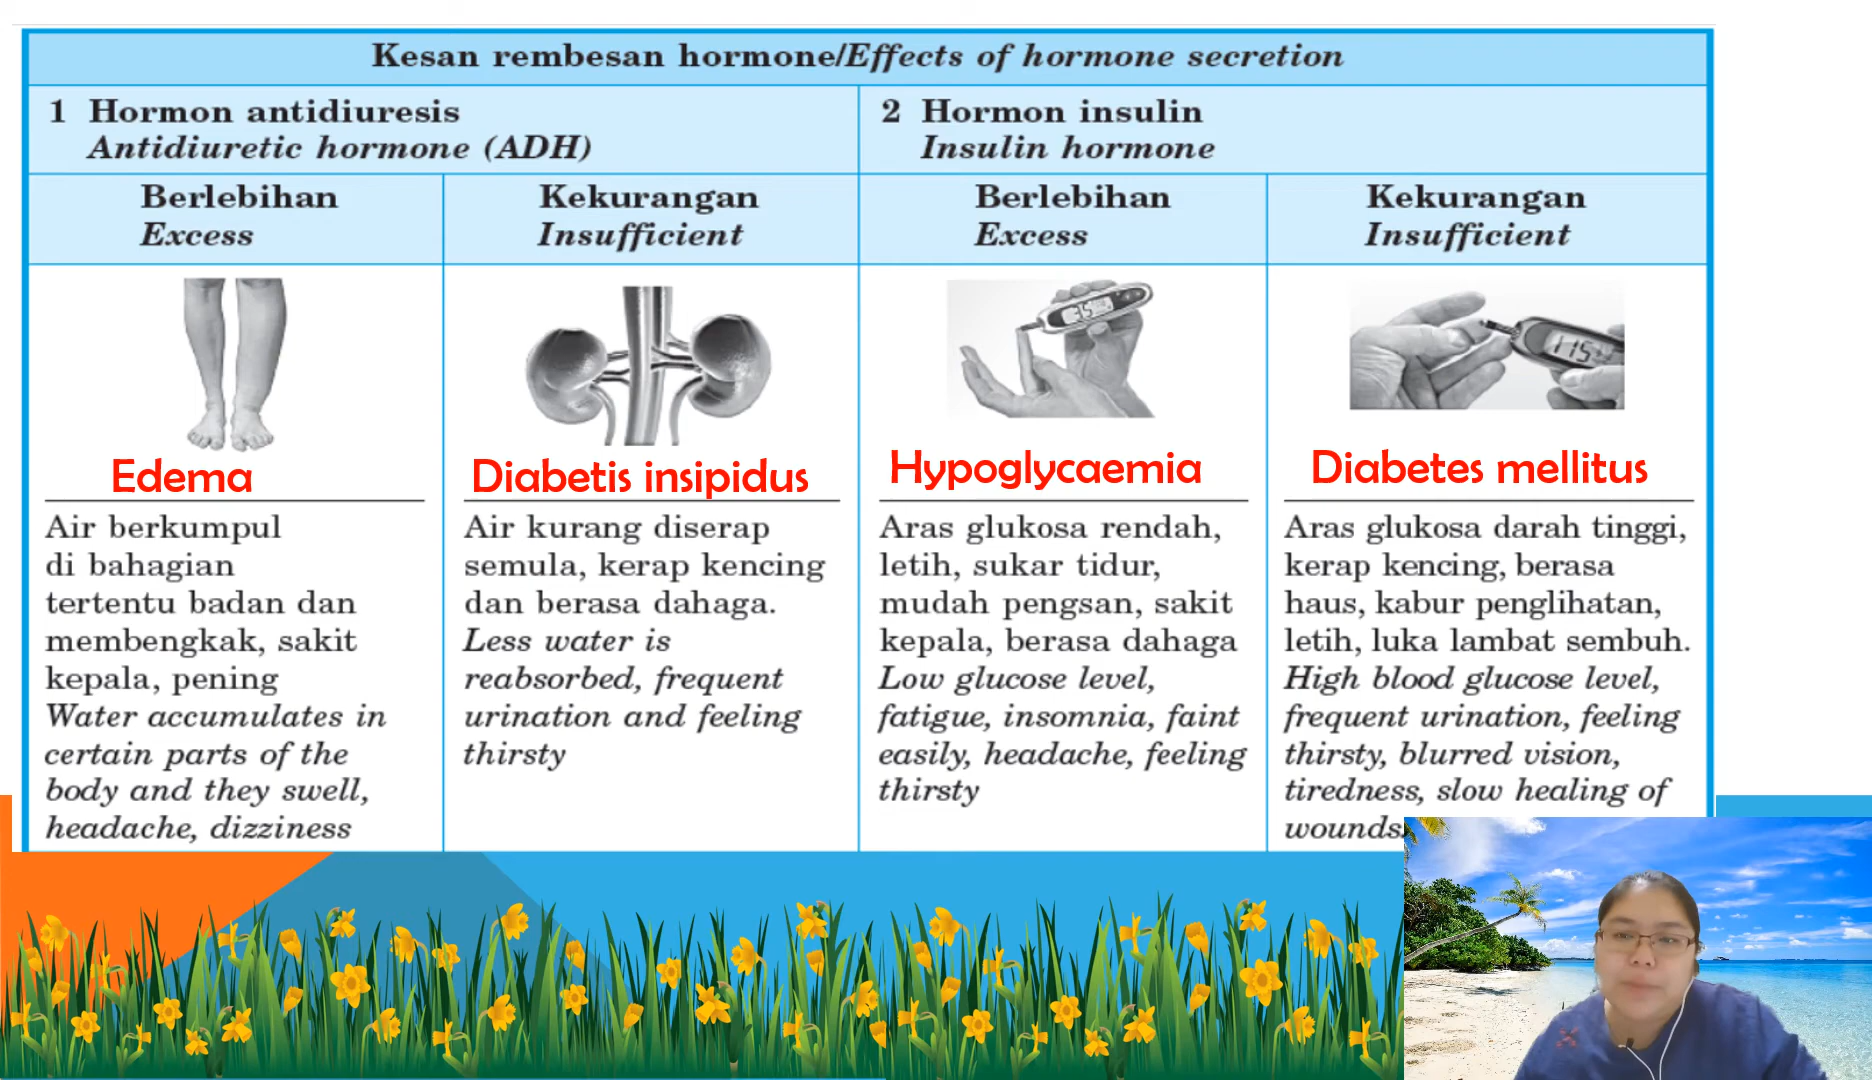 Kesan rembesan hormone/Effects of hormone secretion
1 Hormon antidiuresis
Antidiuretic hormone (ADH)
2 Hormon insulin
Insulin hormone
Berlebihan
Excess
Kekurangan
Insufficient
Berlebihan
Excess
Kekurangan
Insufficient
115
Edema
Air berkumpul
di bahagian
tertentu badan dan
membengkak, sakit
kepala, pening
Water accumulates in
certain parts of the
body and they swell,
headache, dizziness
Diabetis insipidus
Air kurang diserap
semula, kerap kencing
dan berasa dahaga.
Less water is
reabsorbed, frequent
urination and feeling
thirsty
Hypoglycaemia
Aras glukosa rendah,
letih, sukar tidur,
mudah pengsan, sakit
kepala, berasa dahaga
Low glucose level,
fatigue, insomnia, faint
easily, headache, feeling
thirsty
Diabetes mellitus
Aras glukosa darah tinggi,
kerap kencing, berasa
haus, kabur penglihatan,
letih, luka lambat sembuh.
High blood glucose level,
frequent urination, feeling
thirsty, blurred vision,
tiredness, slow healing of
wounds.